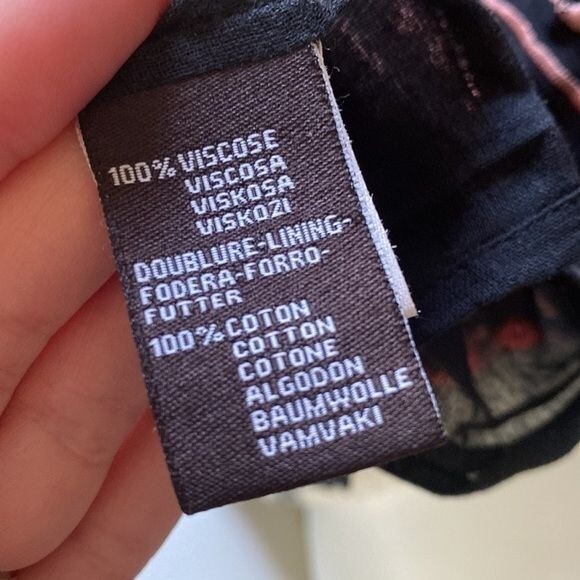 100% VISCOSE
VISCOSA
VISKOSA
VISKOZI
DOUBLURE-LINING-
FODERA-FORRO-
FUTTER
100% COTON
COTTON
COTONE
ALGODON
BAUMWOLLE
VAMVAKI